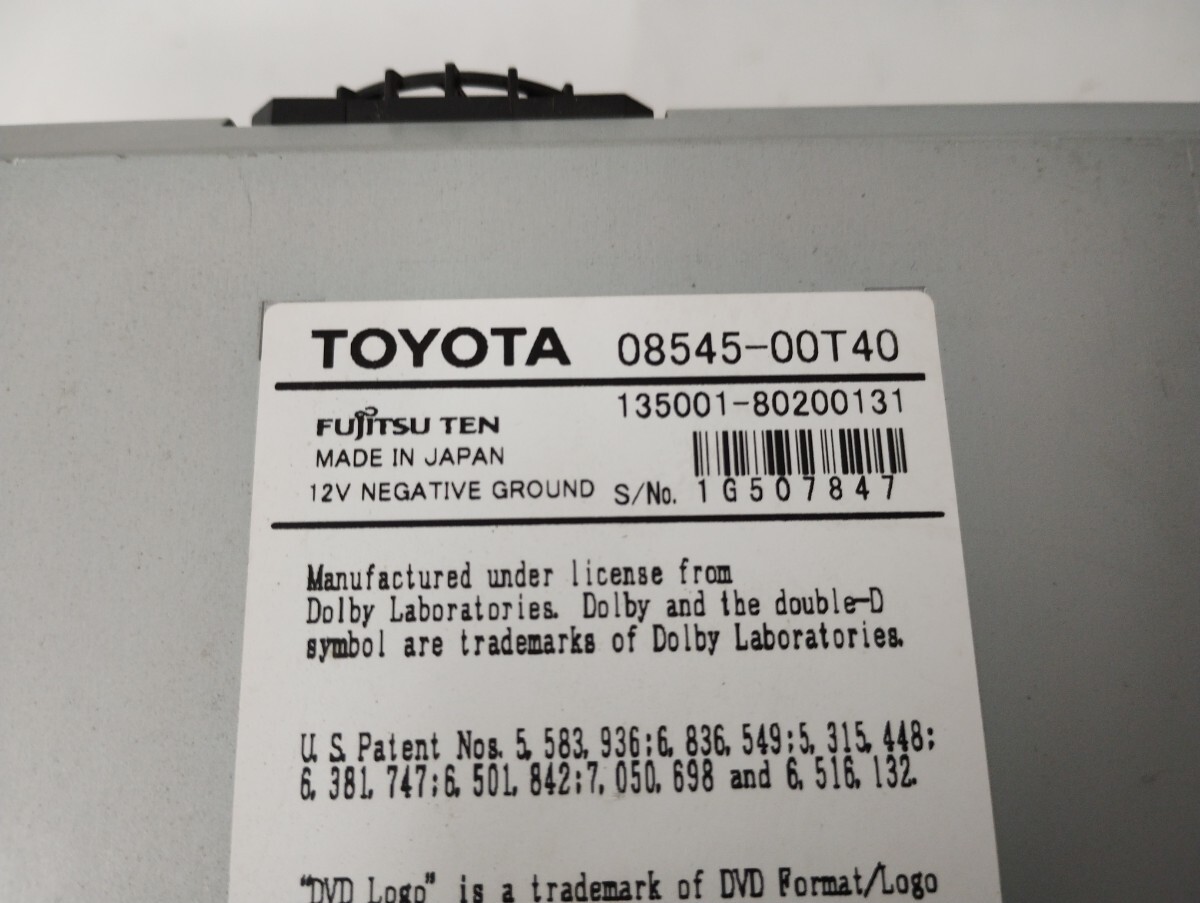 TOYOTA 08545-00T40
135001-80200131
FUJITSU TEN
MADE IN JAPAN
12V NEGATIVE GROUND S/No. 1G507847
Manufactured under license from
Dolby Laboratories. Dolby and the double-D
symbol are trademarks of Dolby Laboratories.
U.S.Patent Nos.5,583,936;6,836,549;5,315,448;
6,381,747;6,501,842;7,050,698 and 6,516,132.
"DVD Logo" is a trademark of DVD Format/Logo